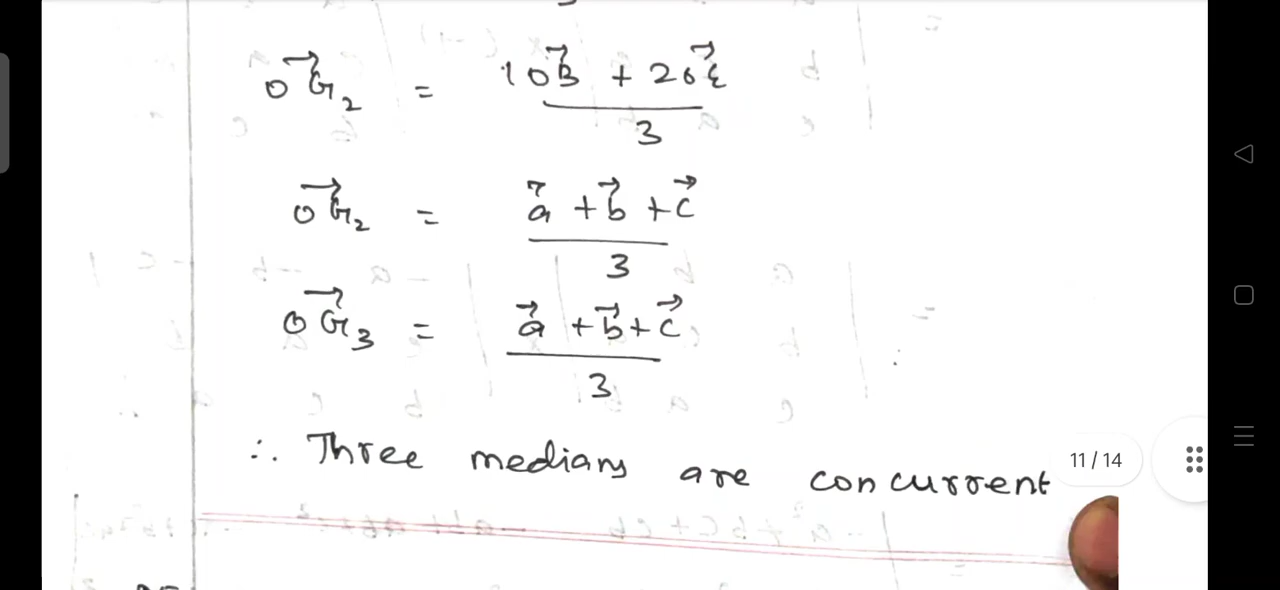 OG₂ = 1OB + 2OE / 3
OG₂ = a + b + c / 3
OG₃ = a + b + c / 3
∴ Three medians are concurrent
11 / 14